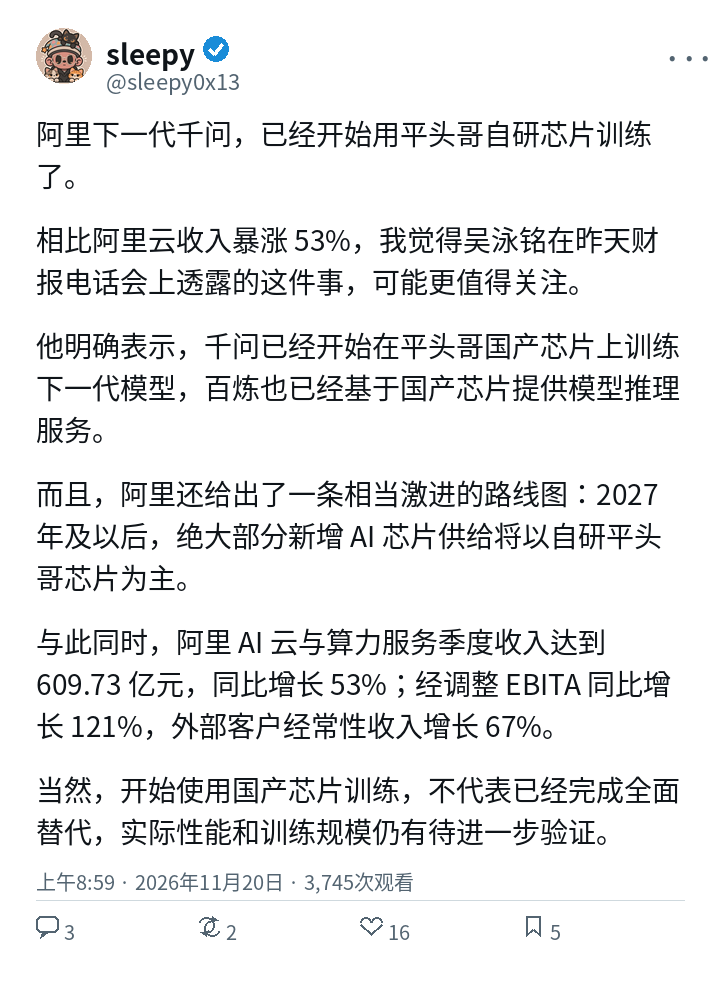 sleepy
@sleepy0x13
阿里下一代千问，已经开始用平头哥自研芯片训练
了。
相比阿里云收入暴涨 53%，我觉得吴泳铭在昨天财
报电话会上透露的这件事，可能更值得关注。
他明确表示，千问已经开始在平头哥国产芯片上训练
下一代模型，百炼也已经基于国产芯片提供模型推理
服务。
而且，阿里还给出了一条相当激进的路线图：2027
年及以后，绝大部分新增 AI 芯片供给将以自研平头
哥芯片为主。
与此同时，阿里 AI 云与算力服务季度收入达到
609.73 亿元，同比增长 53%；经调整 EBITA 同比增
长 121%，外部客户经常性收入增长 67%。
当然，开始使用国产芯片训练，不代表已经完成全面
替代，实际性能和训练规模仍有待进一步验证。
上午8:59 · 2026年11月20日 · 3,745次观看
3 2 16 5